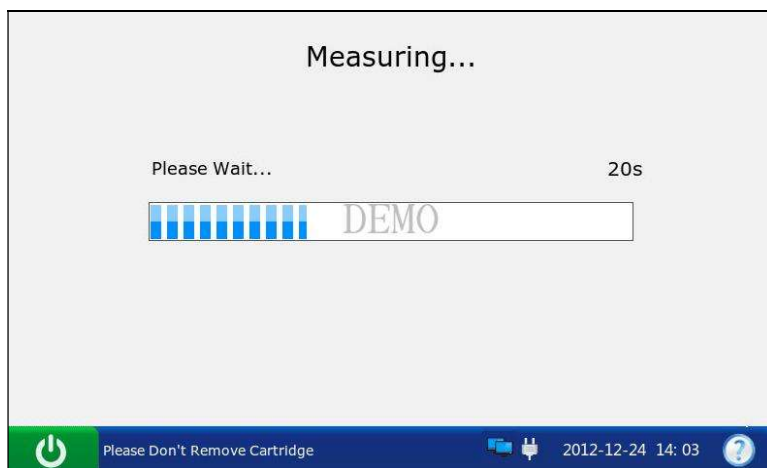 Measuring...
Please Wait... 20s
DEMO
Please Don't Remove Cartridge 2012-12-24 14: 03 ?